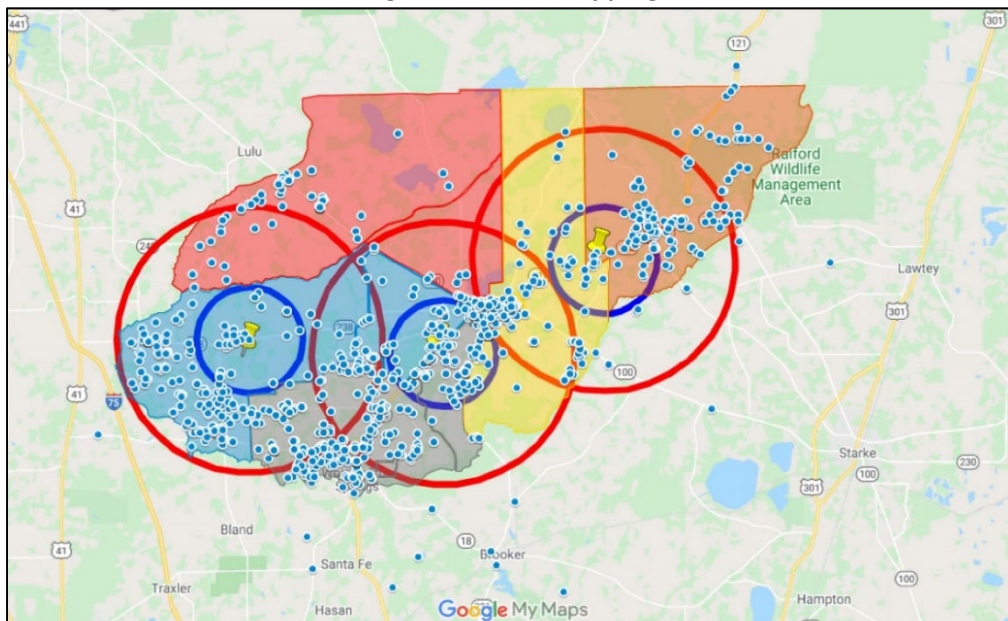 441
301
121
Lulu
41
Raiford
Wildlife
Management
Area
Lawtey
301
238
100
41
75
Starke
230
100
301
Bland
18
41
Santa Fe
Brooker
100
Traxler
Hasan
Hampton
Google My Maps